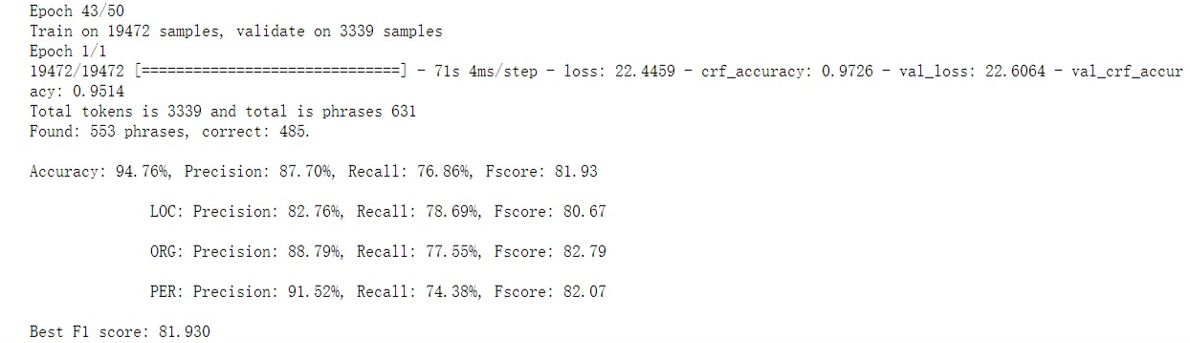 Epoch 43/50
Train on 19472 samples, validate on 3339 samples
Epoch 1/1
19472/19472 [==============================] - 71s 4ms/step - loss: 22.4459 - crf_accuracy: 0.9726 - val_loss: 22.6064 - val_crf_accur
acy: 0.9514
Total tokens is 3339 and total is phrases 631
Found: 553 phrases, correct: 485.
Accuracy: 94.76%, Precision: 87.70%, Recall: 76.86%, Fscore: 81.93
LOC: Precision: 82.76%, Recall: 78.69%, Fscore: 80.67
ORG: Precision: 88.79%, Recall: 77.55%, Fscore: 82.79
PER: Precision: 91.52%, Recall: 74.38%, Fscore: 82.07
Best F1 score: 81.930